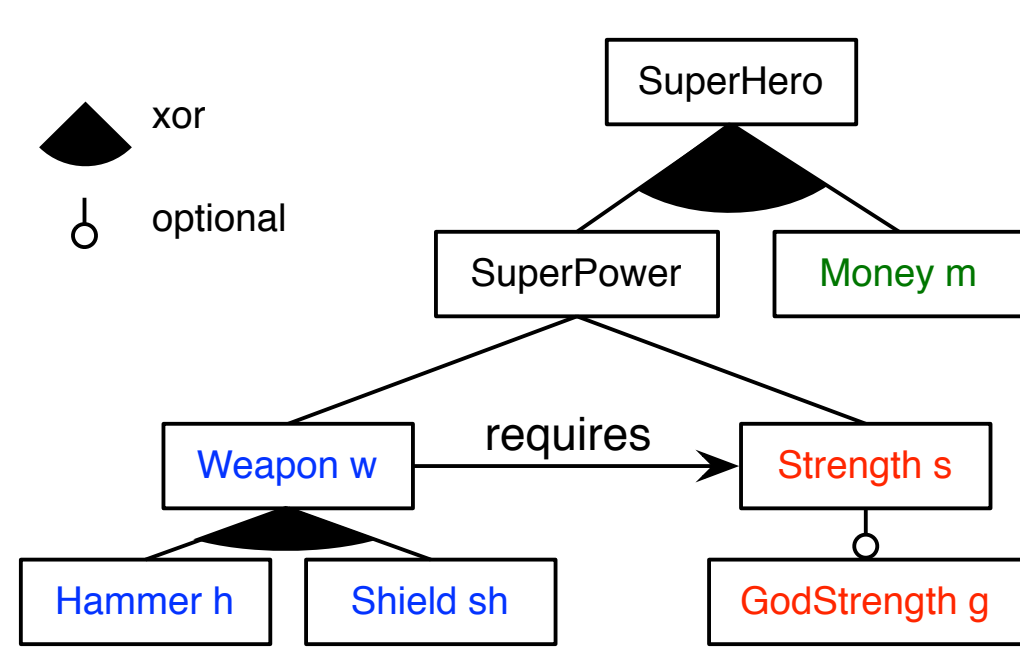 SuperHero
xor
optional
SuperPower
Money m
requires
Weapon w
Strength s
Hammer h
Shield sh
GodStrength g